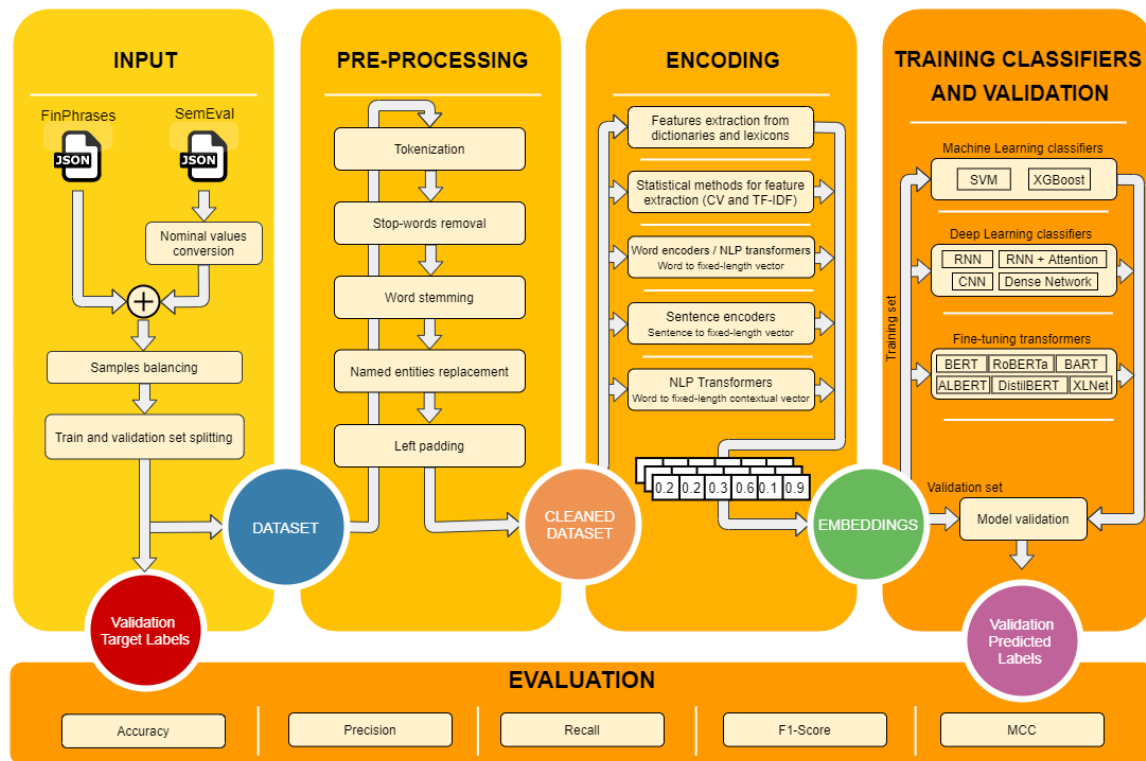 INPUT
FinPhrases
SemEval
JSON
JSON
Nominal values
conversion
Samples balancing
Train and validation set splitting
DATASET
Validation
Target Labels
PRE-PROCESSING
Tokenization
Stop-words removal
Word stemming
Named entities replacement
Left padding
CLEANED
DATASET
ENCODING
Features extraction from
dictionaries and lexicons
Statistical methods for feature
extraction (CV and TF-IDF)
Word encoders / NLP transformers
Word to fixed-length vector
Sentence encoders
Sentence to fixed-length vector
NLP Transformers
Word to fixed-length contextual vector
0.2 0.2 0.3 0.6 0.1 0.9
EMBEDDINGS
TRAINING CLASSIFIERS
AND VALIDATION
Machine Learning classifiers
SVM XGBoost
Deep Learning classifiers
RNN RNN + Attention
CNN Dense Network
Training set
Fine-tuning transformers
BERT RoBERTa BART
ALBERT DistilBERT XLNet
Validation set
Model validation
Validation
Predicted
Labels
EVALUATION
Accuracy
Precision
Recall
F1-Score
MCC